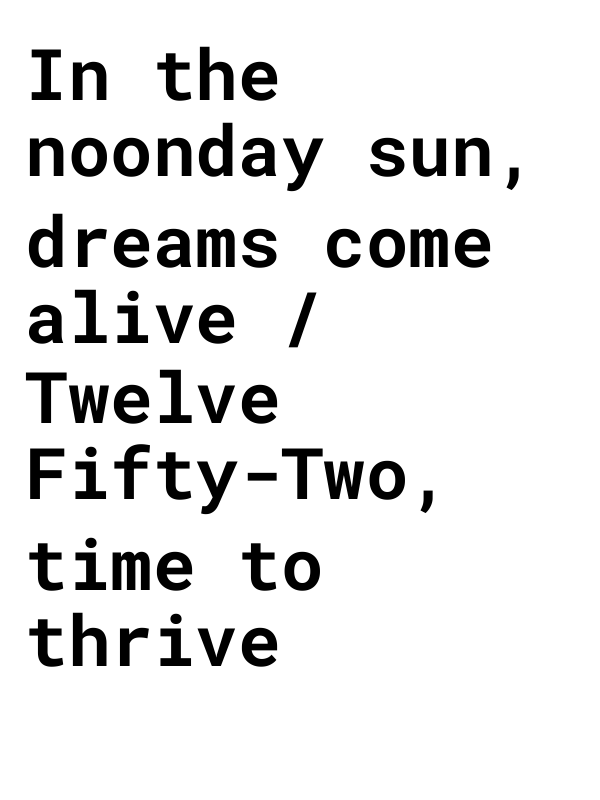 In the
noonday sun,
dreams come
alive /
Twelve
Fifty-Two,
time to
thrive